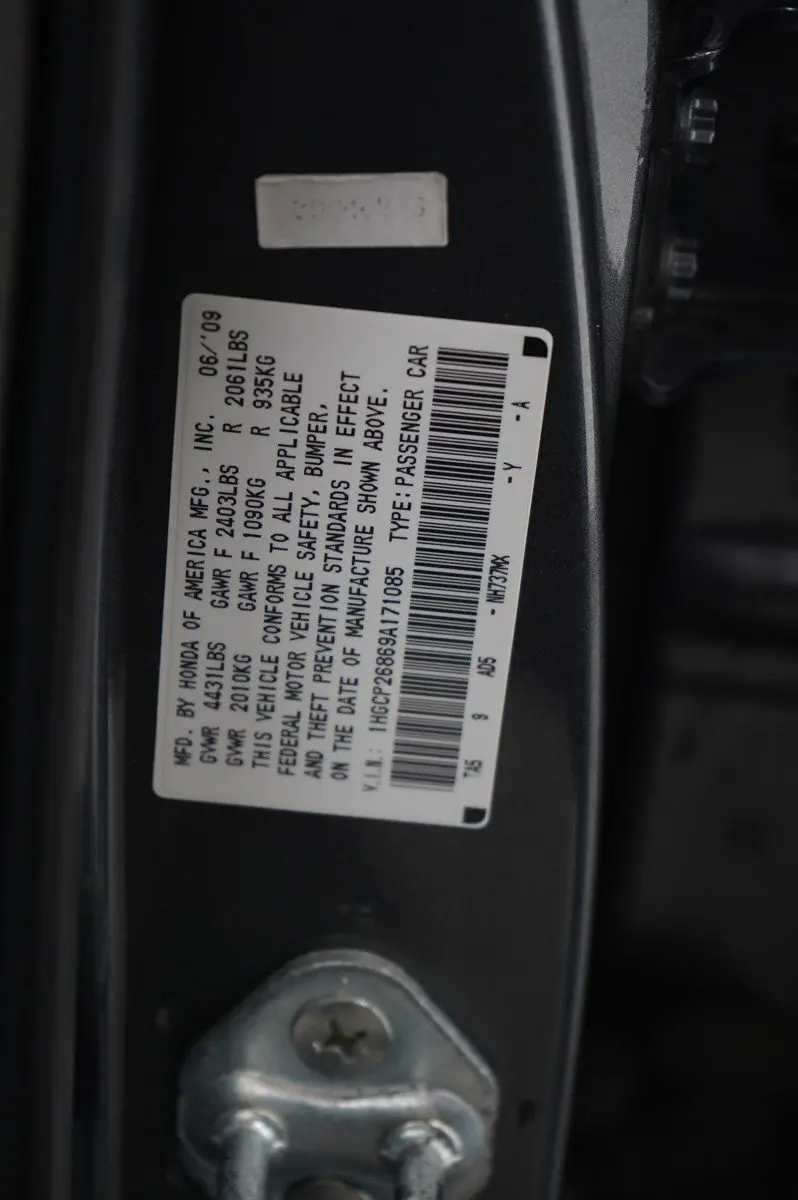 MFD. BY HONDA OF AMERICA MFG., INC. 06/'09
GVWR 4431LBS GAWR F 2403LBS R 2061LBS
GVWR 2010KG GAWR F 1090KG R 935KG
THIS VEHICLE CONFORMS TO ALL APPLICABLE
FEDERAL MOTOR VEHICLE SAFETY, BUMPER,
AND THEFT PREVENTION STANDARDS IN EFFECT
ON THE DATE OF MANUFACTURE SHOWN ABOVE.
V.I.N.: 1HGCP26869A171085 TYPE:PASSENGER CAR
TA5 9 AD5 -NH737MX -Y -A